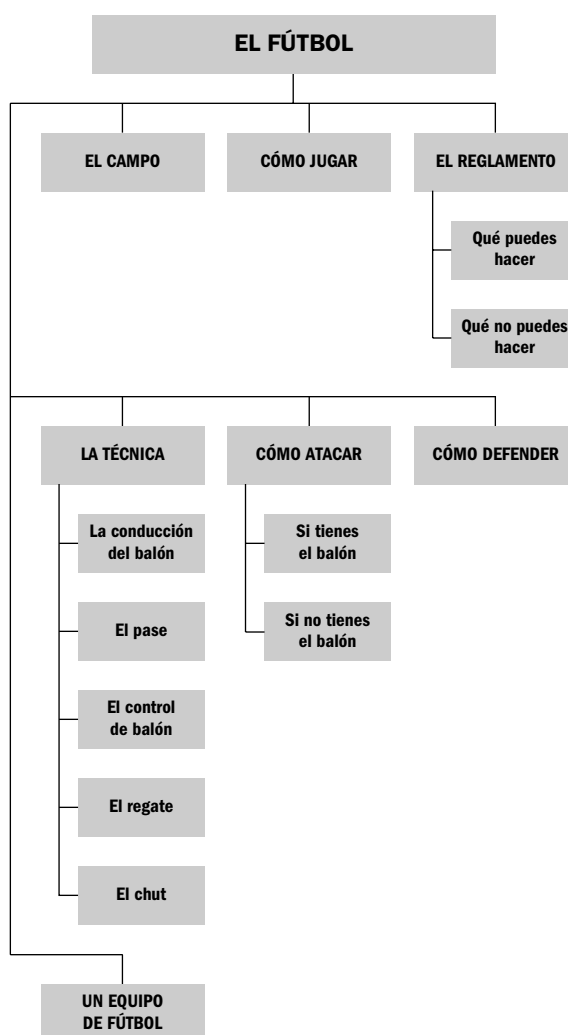 EL FÚTBOL
EL CAMPO
CÓMO JUGAR
EL REGLAMENTO
Qué puedes
hacer
Qué no puedes
hacer
LA TÉCNICA
CÓMO ATACAR
CÓMO DEFENDER
La conducción
del balón
Si tienes
el balón
El pase
Si no tienes
el balón
El control
de balón
El regate
El chut
UN EQUIPO
DE FÚTBOL